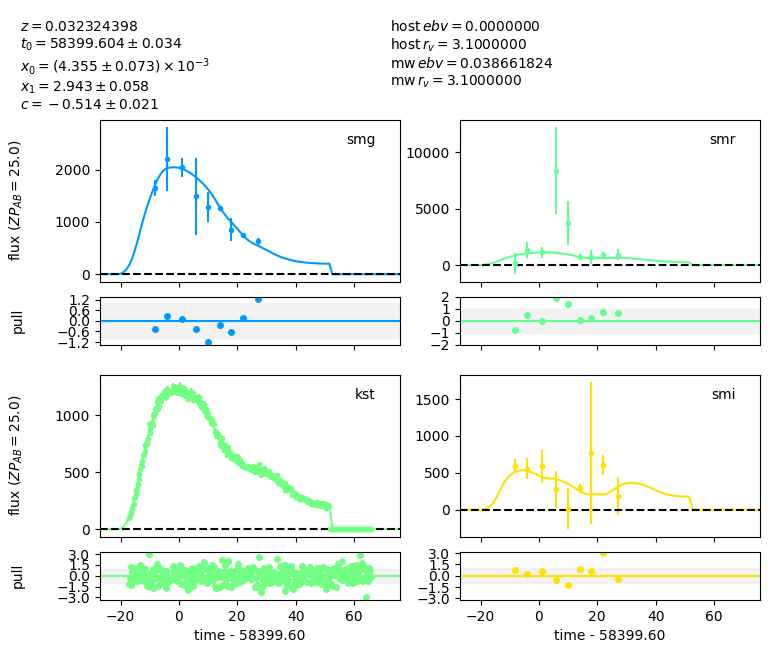 z = 0.032324398
t₀ = 58399.604 ± 0.034
x₀ = (4.355 ± 0.073) × 10⁻³
x₁ = 2.943 ± 0.058
c = −0.514 ± 0.021
host ebv = 0.0000000
host r_v = 3.1000000
mw ebv = 0.038661824
mw r_v = 3.1000000
flux (ZP_AB = 25.0)
2000
1000
0
smg
10000
5000
0
smr
pull
1.2
0.6
0.0
−0.6
−1.2
2
1
0
−1
−2
flux (ZP_AB = 25.0)
1000
500
0
kst
1500
1000
500
0
smi
pull
3.0
1.5
0.0
−1.5
−3.0
−20 0 20 40 60
time - 58399.60
3.0
1.5
0.0
−1.5
−3.0
−20 0 20 40 60
time - 58399.60